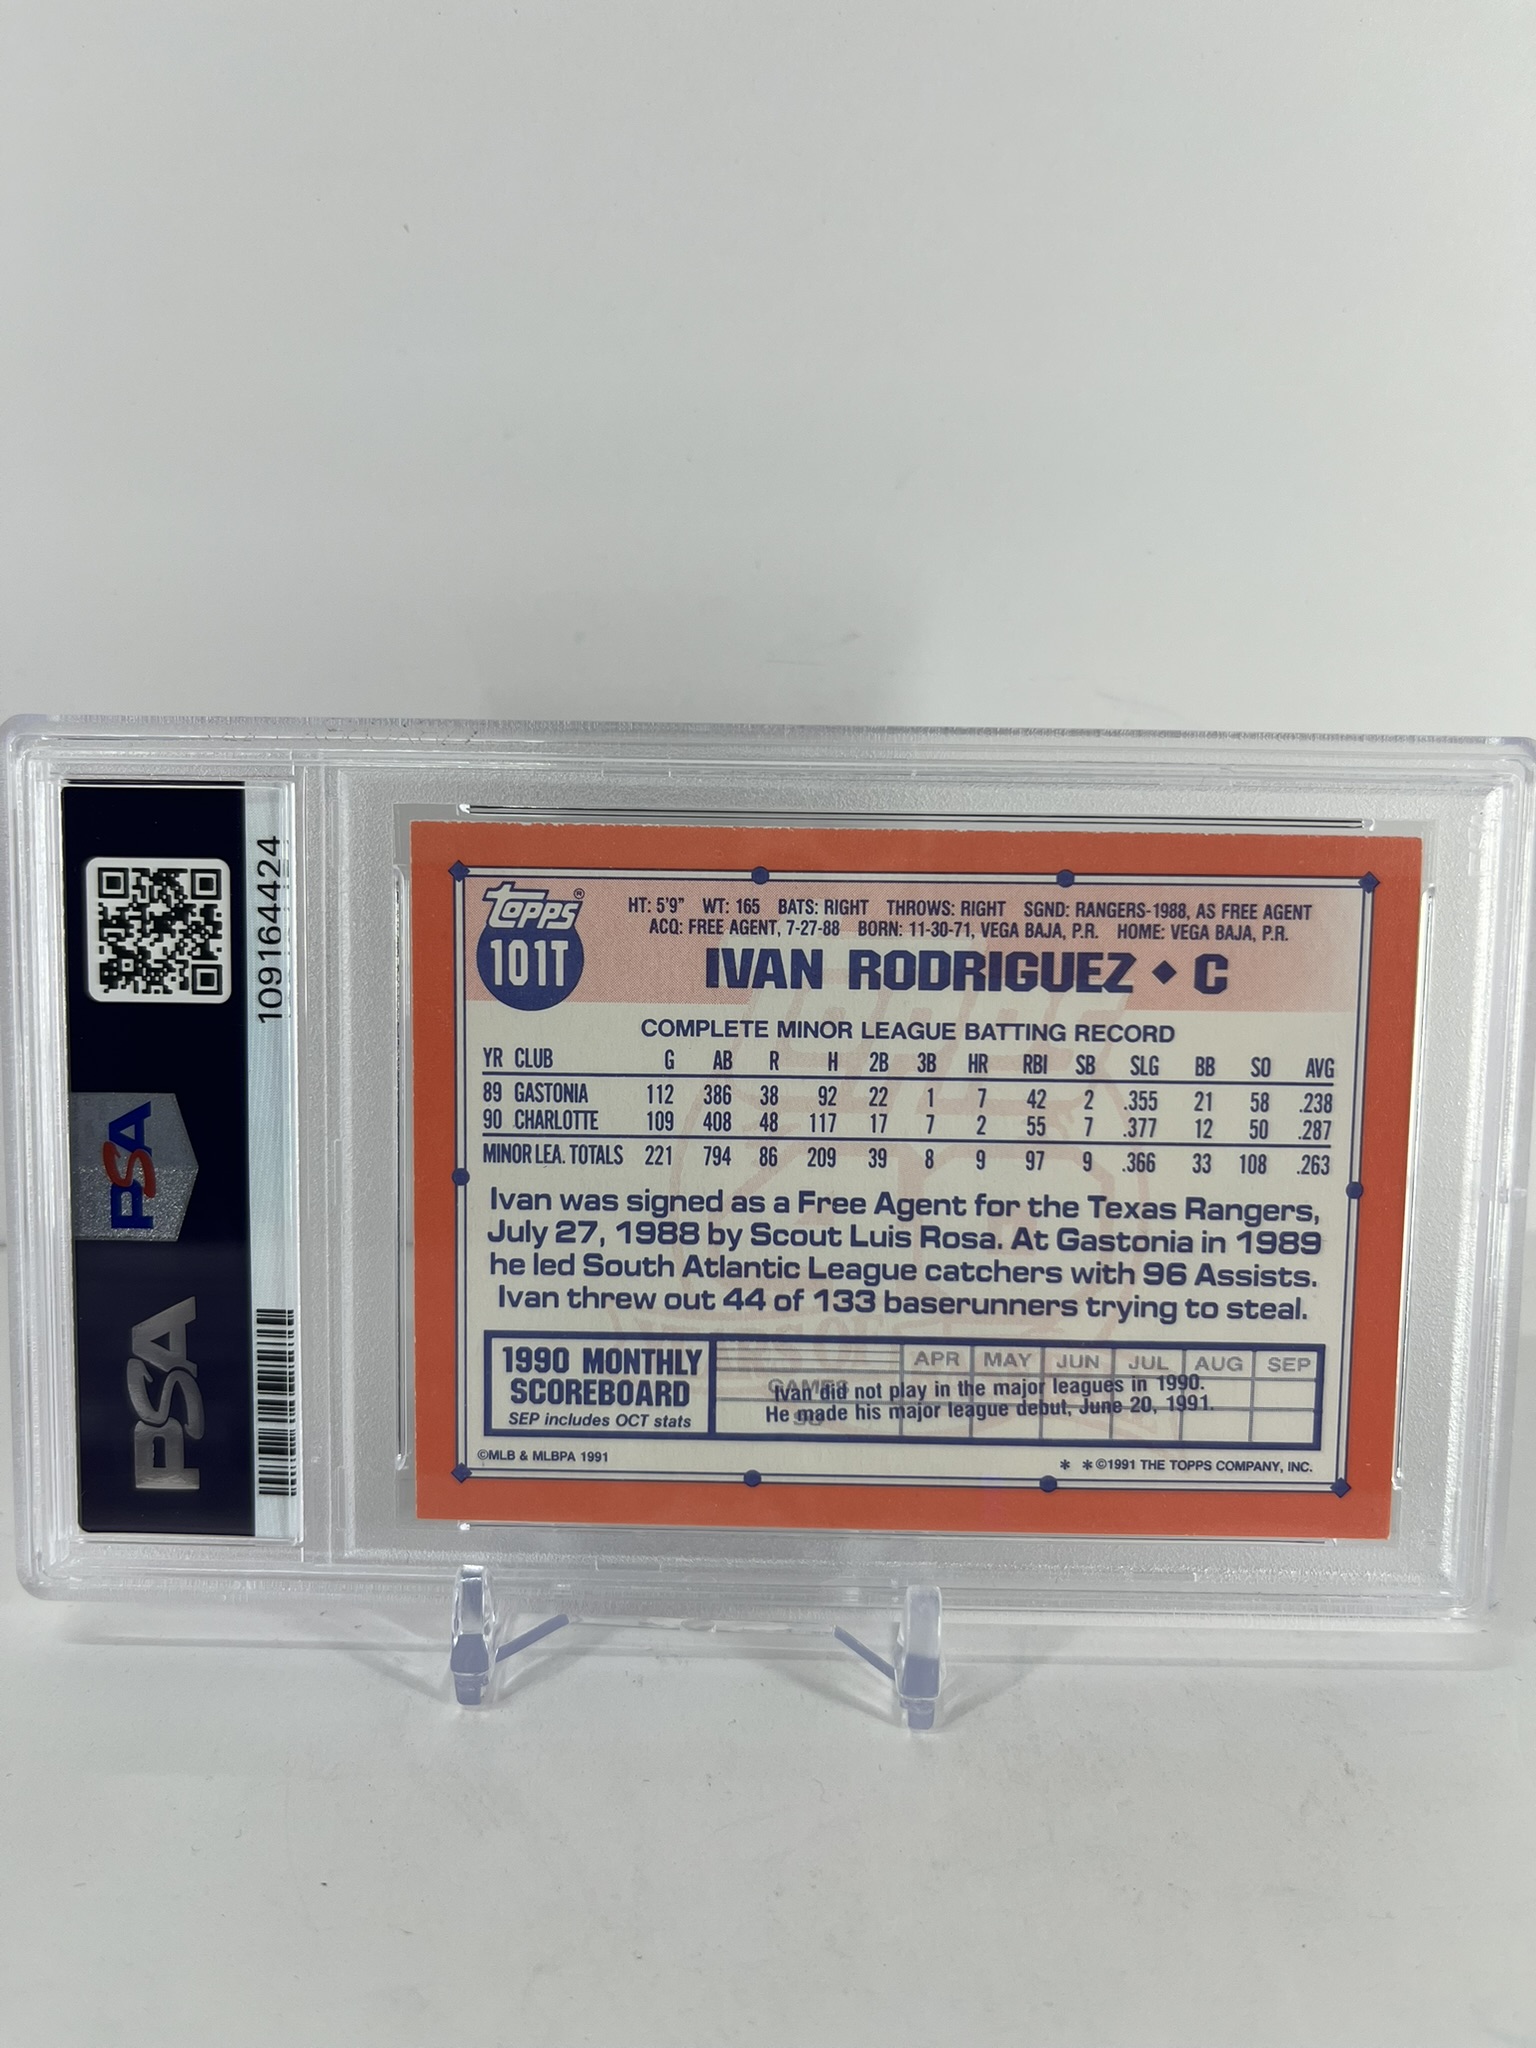 109164424
PSA
PSA
topps®
101T
HT: 5'9" WT: 165 BATS: RIGHT THROWS: RIGHT SGND: RANGERS-1988, AS FREE AGENT
ACQ: FREE AGENT, 7-27-88 BORN: 11-30-71, VEGA BAJA, P.R. HOME: VEGA BAJA, P.R.
IVAN RODRIGUEZ ◆ C
COMPLETE MINOR LEAGUE BATTING RECORD
YR CLUB G AB R H 2B 3B HR RBI SB SLG BB SO AVG
89 GASTONIA 112 386 38 92 22 1 7 42 2 .355 21 58 .238
90 CHARLOTTE 109 408 48 117 17 7 2 55 7 .377 12 50 .287
MINOR LEA. TOTALS 221 794 86 209 39 8 9 97 9 .366 33 108 .263
Ivan was signed as a Free Agent for the Texas Rangers,
July 27, 1988 by Scout Luis Rosa. At Gastonia in 1989
he led South Atlantic League catchers with 96 Assists.
Ivan threw out 44 of 133 baserunners trying to steal.
1990 MONTHLY
SCOREBOARD
SEP includes OCT stats
APR MAY JUN JUL AUG SEP
GAMES
Ivan did not play in the major leagues in 1990.
He made his major league debut, June 20, 1991.
©MLB & MLBPA 1991
* * ©1991 THE TOPPS COMPANY, INC.